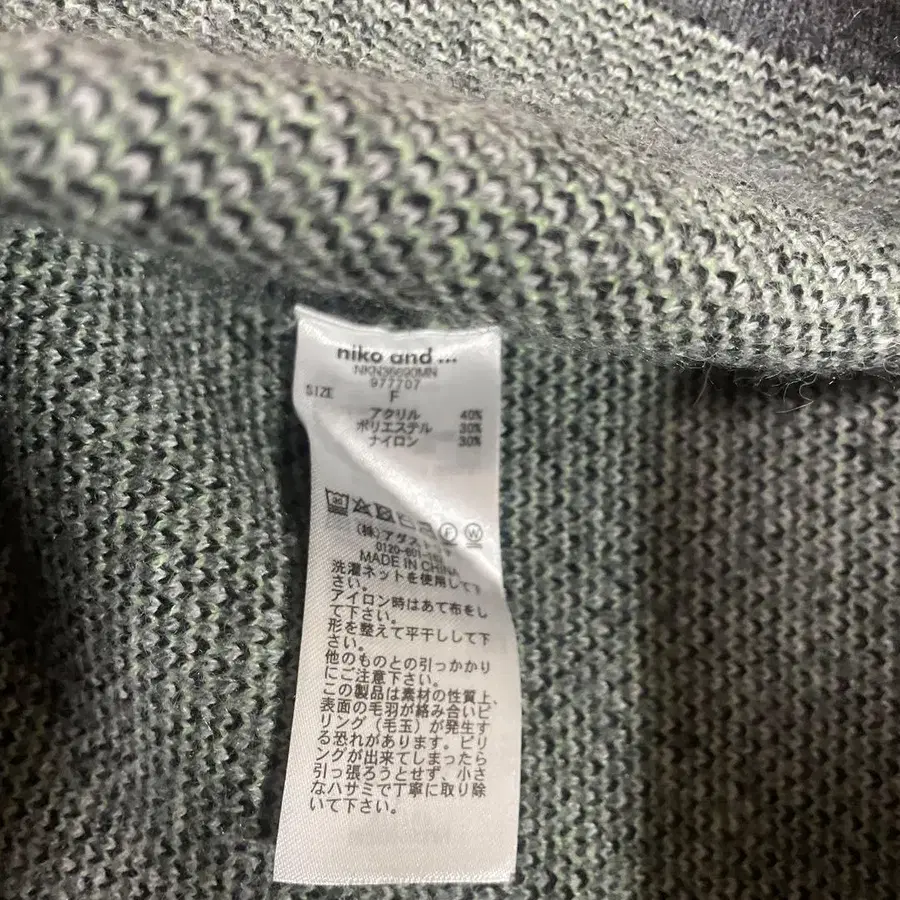 niko and ...
977707
SIZE F
アクリル 40%
ポリエステル 30%
ナイロン 30%
F W
MADE IN CHINA
洗濯ネットを使用して下
さい。
アイロン時はあて布をし
て下さい。
形を整えて平干しして下
さい。
他のものとの引っかかり
にご注意下さい。
この製品は素材の性質上、
表面の毛羽が絡み合いピ
リング（毛玉）が発生す
る恐れがあります。ピリ
ングが出来てしまったら
引っ張ろうとせず、小さ
なハサミで丁寧に取り除
いて下さい。